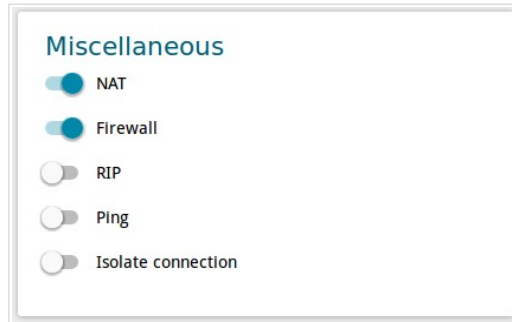 Miscellaneous
NAT
Firewall
RIP
Ping
Isolate connection